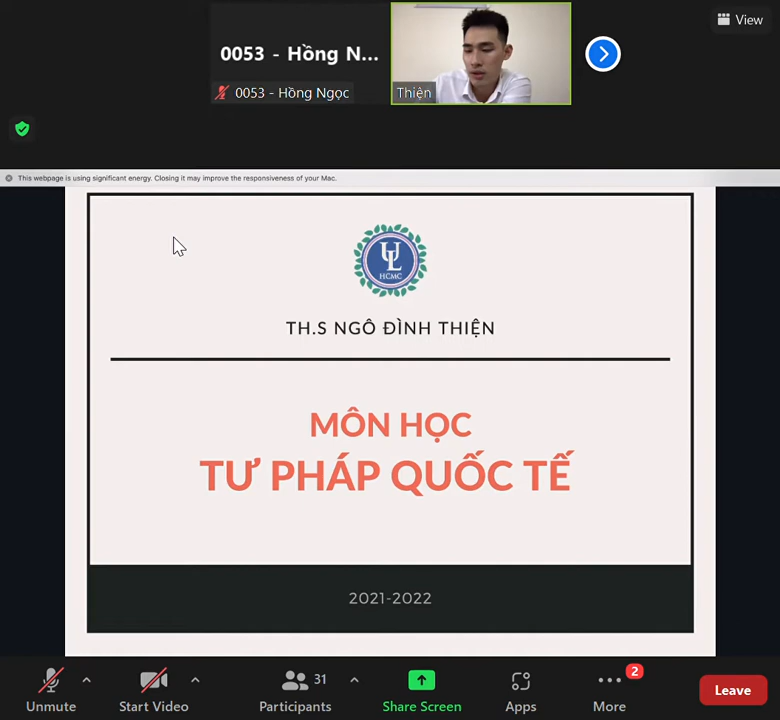 View
0053 - Hồng N...
0053 - Hồng Ngọc
Thiện
This webpage is using significant energy. Closing it may improve the responsiveness of your Mac.
UL
HCMC
TH.S NGÔ ĐÌNH THIỆN
MÔN HỌC
TƯ PHÁP QUỐC TẾ
2021-2022
31
2
Unmute
Start Video
Participants
Share Screen
Apps
More
Leave